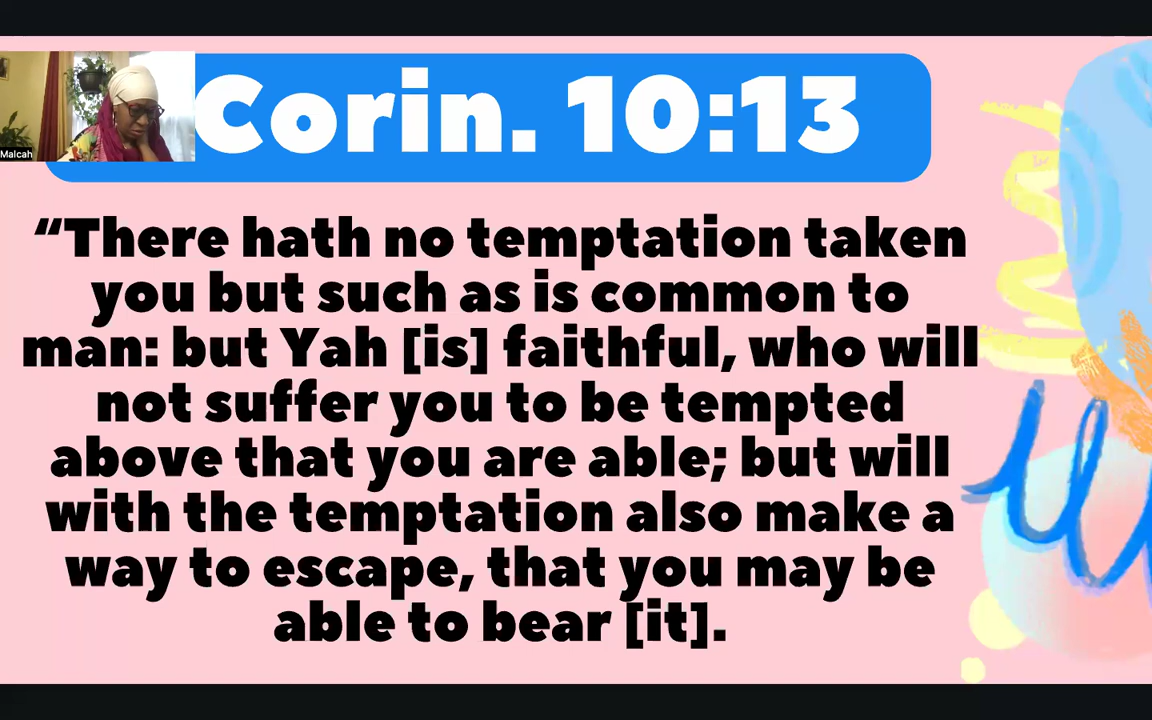 Corin. 10:13
Malcah
“There hath no temptation taken
you but such as is common to
man: but Yah [is] faithful, who will
not suffer you to be tempted
above that you are able; but will
with the temptation also make a
way to escape, that you may be
able to bear [it].